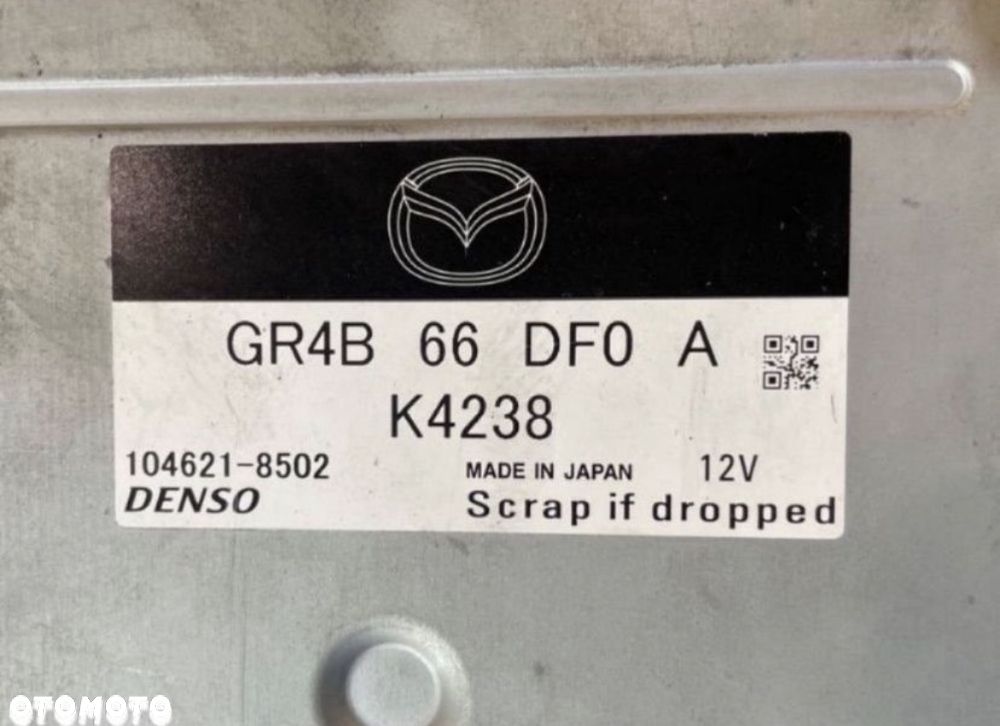 GR4B 66 DF0 A
K4238
104621-8502 MADE IN JAPAN 12V
DENSO Scrap if dropped
OTOMOTO